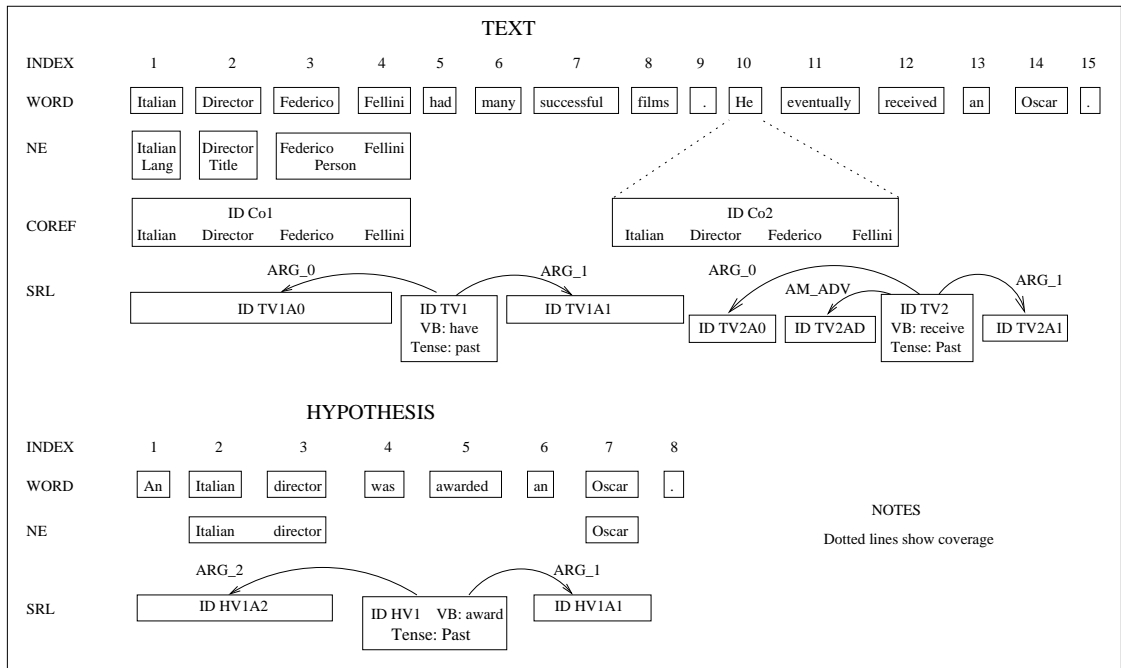 TEXT
INDEX 1 2 3 4 5 6 7 8 9 10 11 12 13 14 15
WORD Italian Director Federico Fellini had many successful films . He eventually received an Oscar .
NE Italian Director Federico Fellini
Lang Title Person
ID Co1 ID Co2
COREF Italian Director Federico Fellini Italian Director Federico Fellini
ARG_0 ARG_1 ARG_0 AM_ADV ARG_1
SRL ID TV1A0 ID TV1 ID TV1A1 ID TV2A0 ID TV2AD ID TV2 ID TV2A1
VB: have VB: receive
Tense: past Tense: Past
HYPOTHESIS
INDEX 1 2 3 4 5 6 7 8
WORD An Italian director was awarded an Oscar .
NOTES
NE Italian director Oscar
Dotted lines show coverage
ARG_2 ARG_1
SRL ID HV1A2 ID HV1 VB: award ID HV1A1
Tense: Past